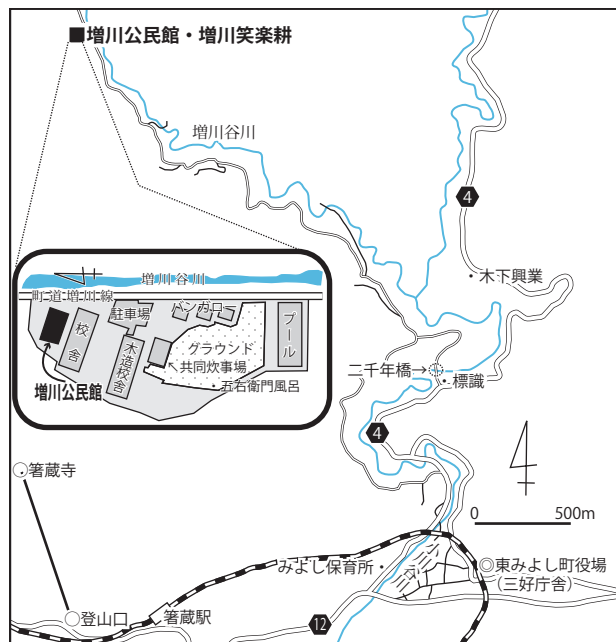 ■増川公民館・増川笑楽耕
増川谷川
4
・木下興業
増川谷川
町道増川線
駐車場
バンガロー
校舎
木造校舎
グラウンド
プール
共同炊事場
増川公民館
五右衛門風呂
二千年橋→
・標識
4
箸蔵寺
0 500m
みよし保育所・
◎東みよし町役場
（三好庁舎）
登山口
箸蔵駅
12